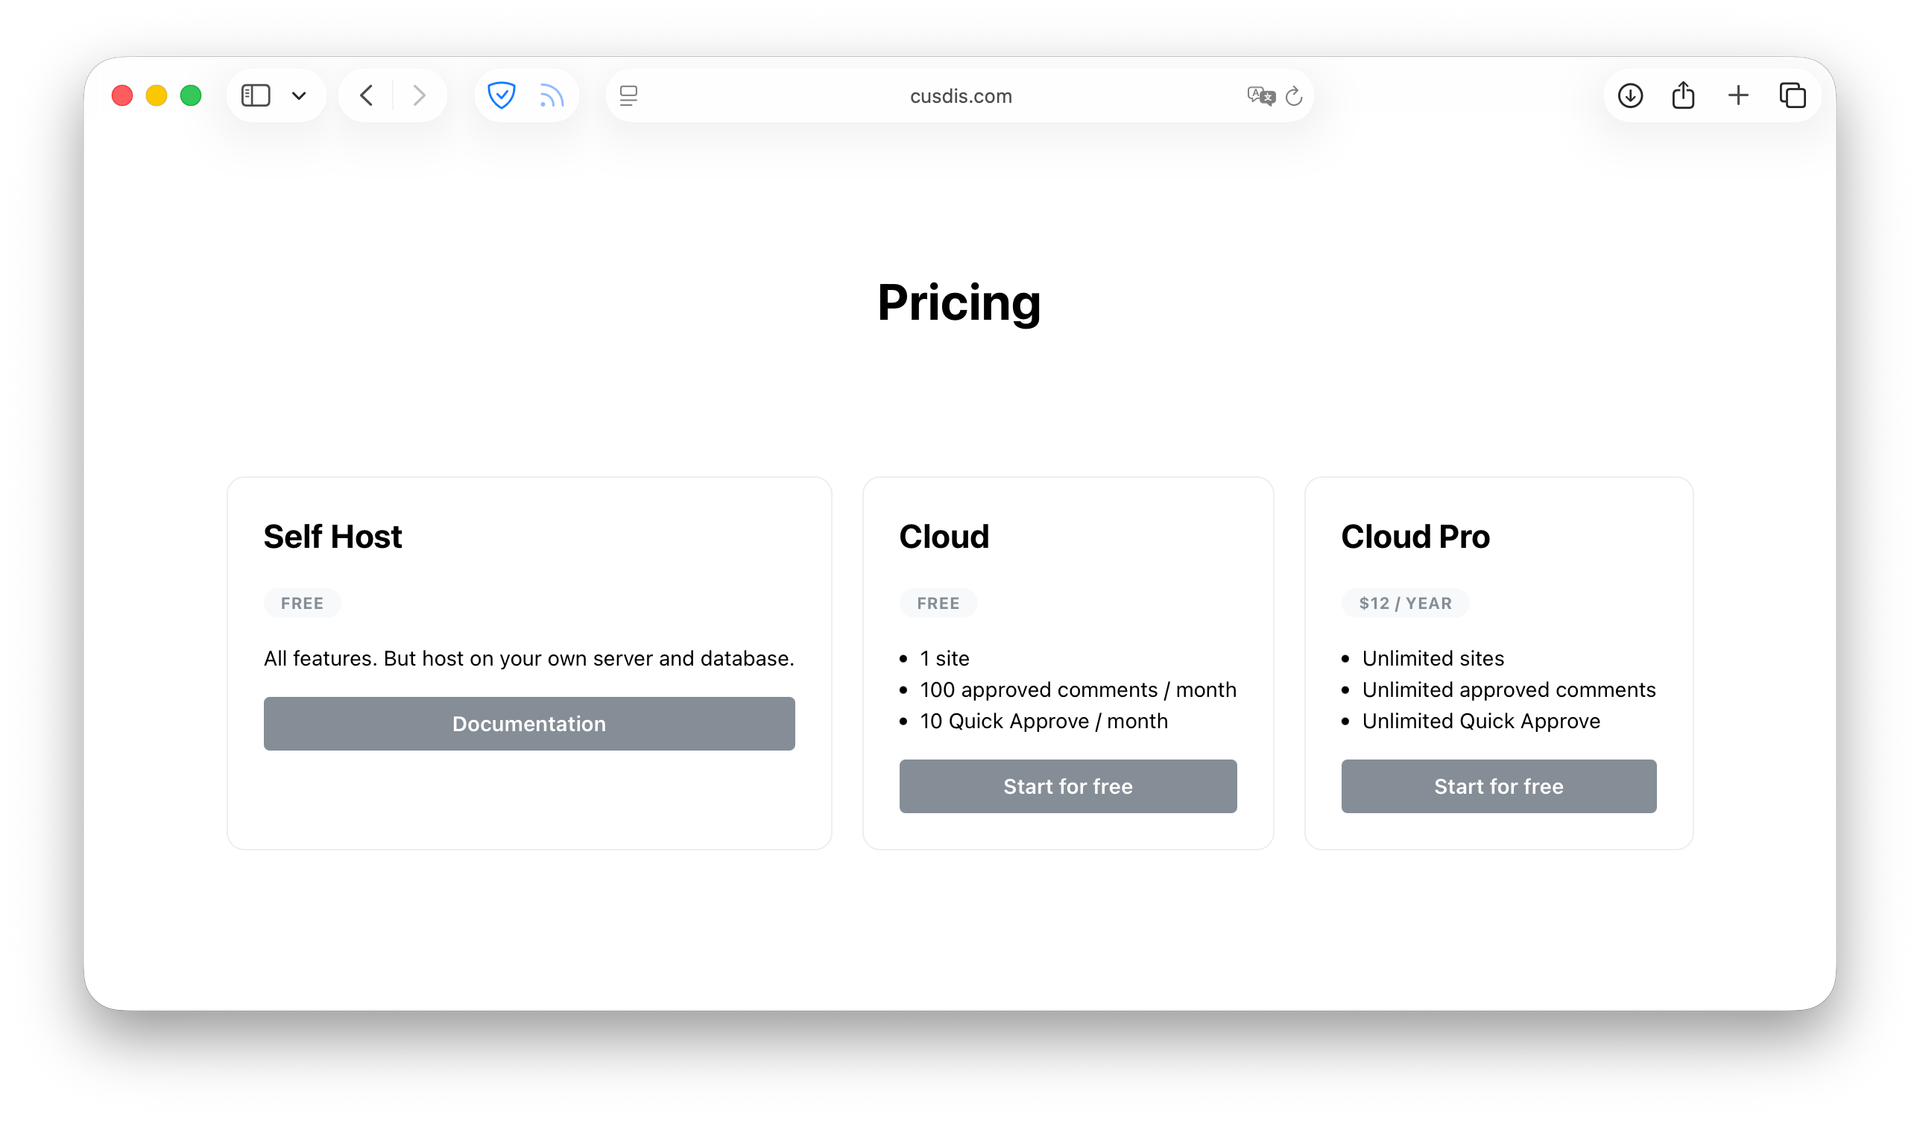 cusdis.com
Pricing
Self Host
FREE
All features. But host on your own server and database.
Documentation
Cloud
FREE
• 1 site
• 100 approved comments / month
• 10 Quick Approve / month
Start for free
Cloud Pro
$12 / YEAR
• Unlimited sites
• Unlimited approved comments
• Unlimited Quick Approve
Start for free